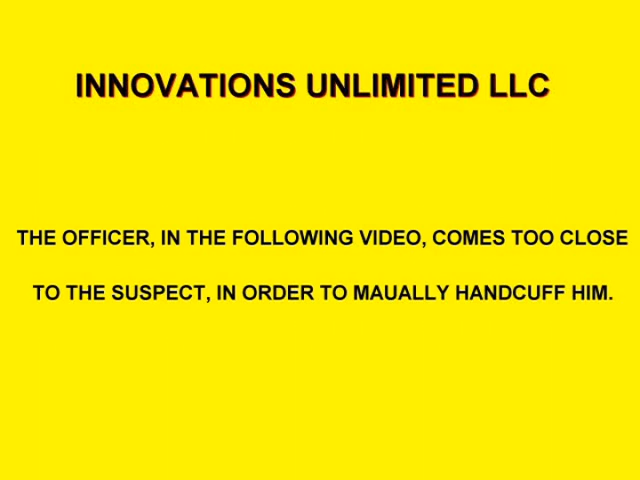 INNOVATIONS UNLIMITED LLC
THE OFFICER, IN THE FOLLOWING VIDEO, COMES TOO CLOSE
TO THE SUSPECT, IN ORDER TO MAUALLY HANDCUFF HIM.